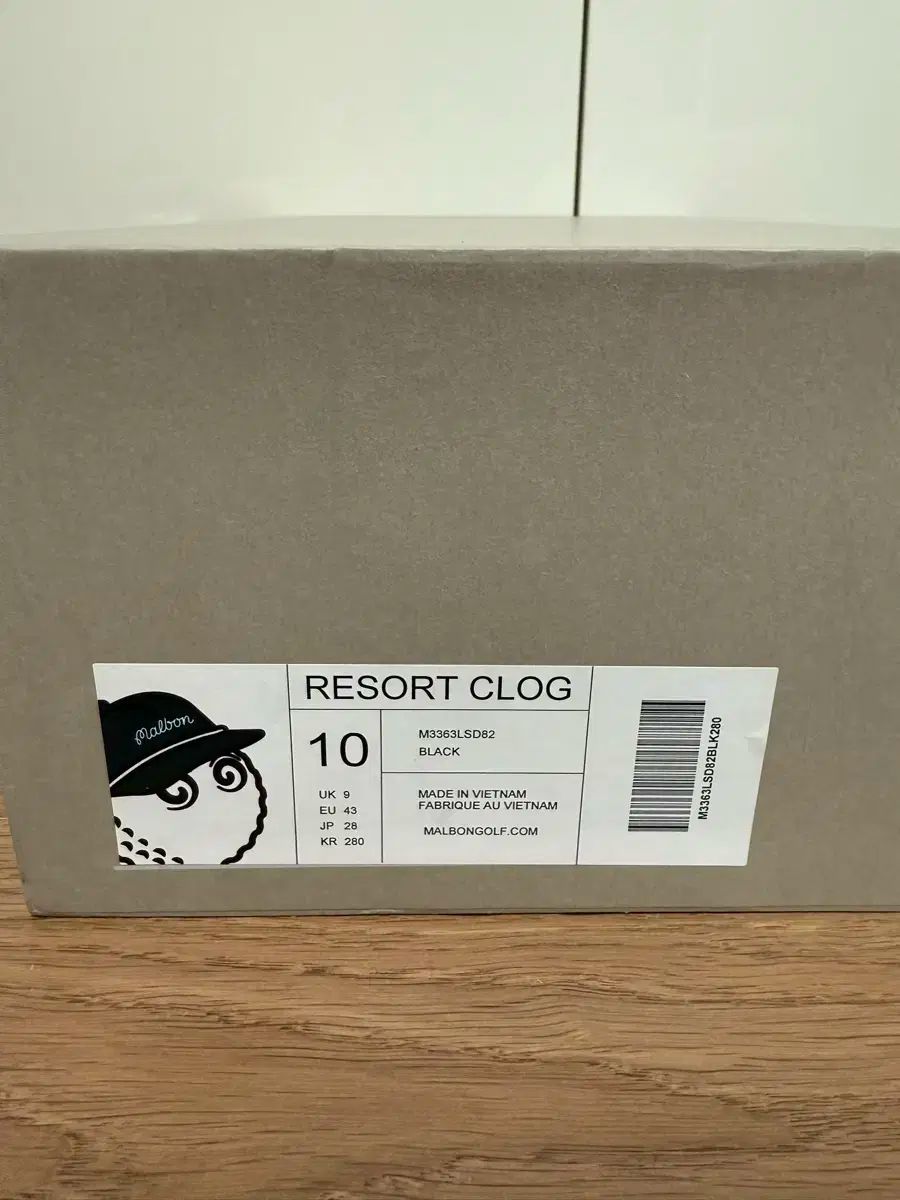 Malbon
RESORT CLOG
10
UK 9
EU 43
JP 28
KR 280
M3363LSD82
BLACK
MADE IN VIETNAM
FABRIQUE AU VIETNAM
MALBONGOLF.COM
M3363LSD82BLK280